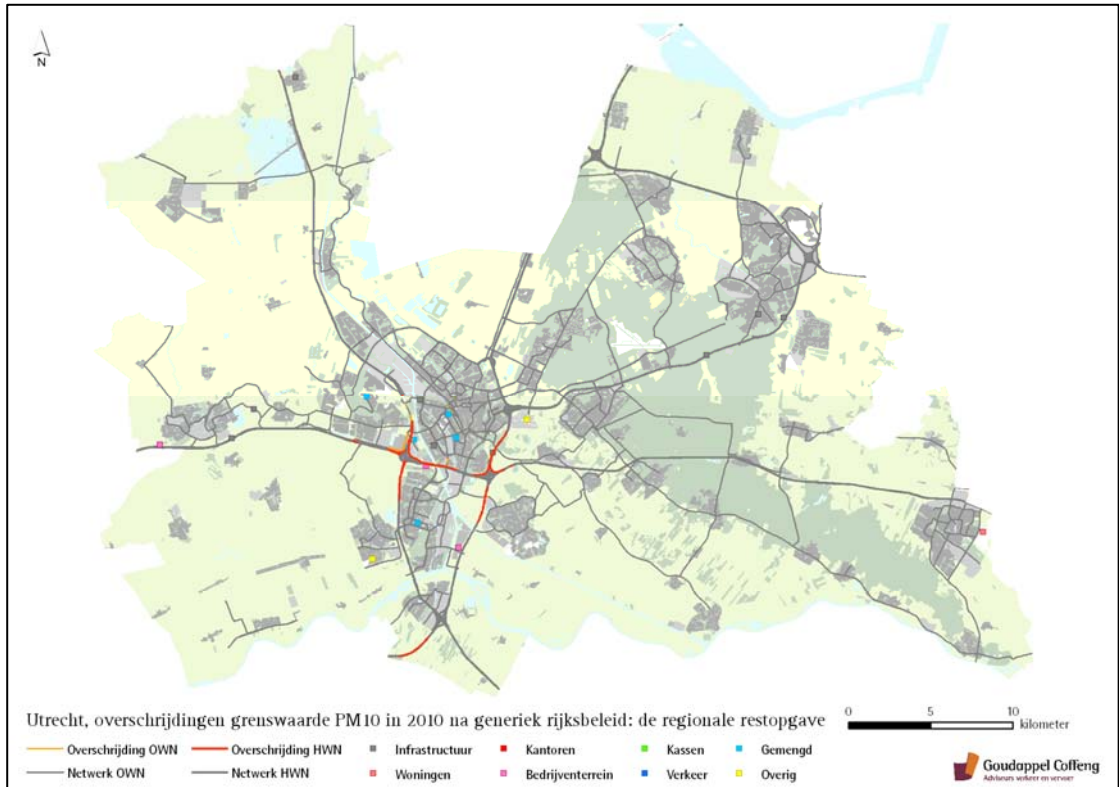 N
Utrecht, overschrijdingen grenswaarde PM10 in 2010 na generiek rijksbeleid: de regionale restopgave
0 5 10
kilometer
Overschrijding OWN Overschrijding HWN Infrastructuur Kantoren Kassen Gemengd
Netwerk OWN Netwerk HWN Woningen Bedrijventerrein Verkeer Overig
Goudappel Coffeng
Adviseurs verkeer en vervoer